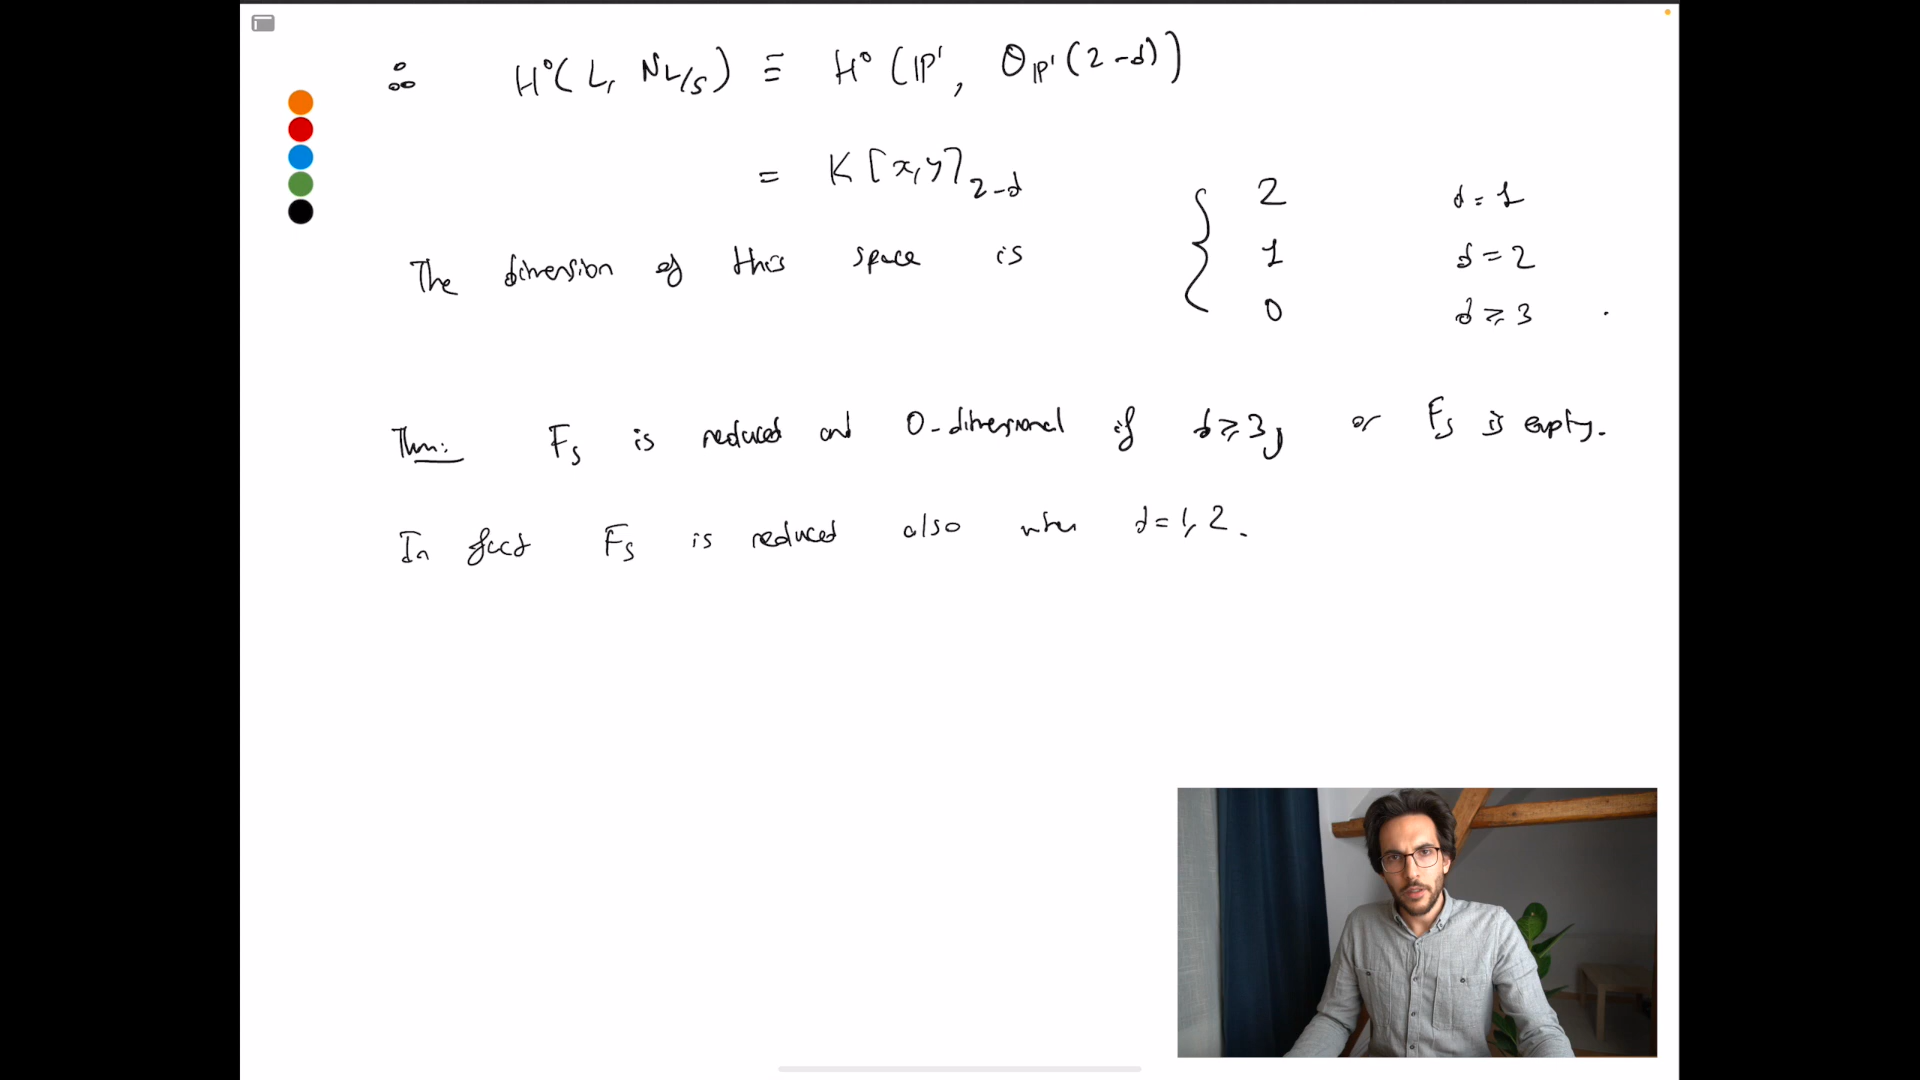 ∴ H⁰(L, N_{L/S}) ≡ H⁰(ℙ¹, O_{ℙ¹}(2-d))
= K[x,y]_{2-d}
The dimension of this space is { 2 d=1
1 d=2
0 d≥3 .
Thm: F_S is reduced and 0-dimensional if d≥3, or F_S is empty.
In fact F_S is reduced also when d=1,2.